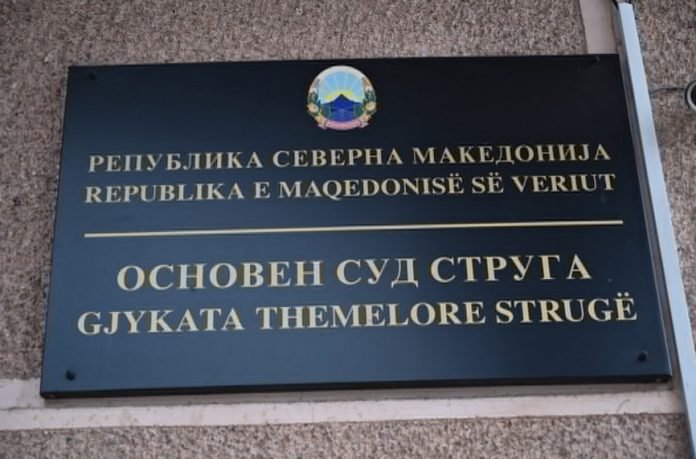 РЕПУБЛИКА СЕВЕРНА МАКЕДОНИЈА
REPUBLIKA E MAQEDONISË SË VERIUT
ОСНОВЕН СУД СТРУГА
GJYKATA THEMELORE STRUGË